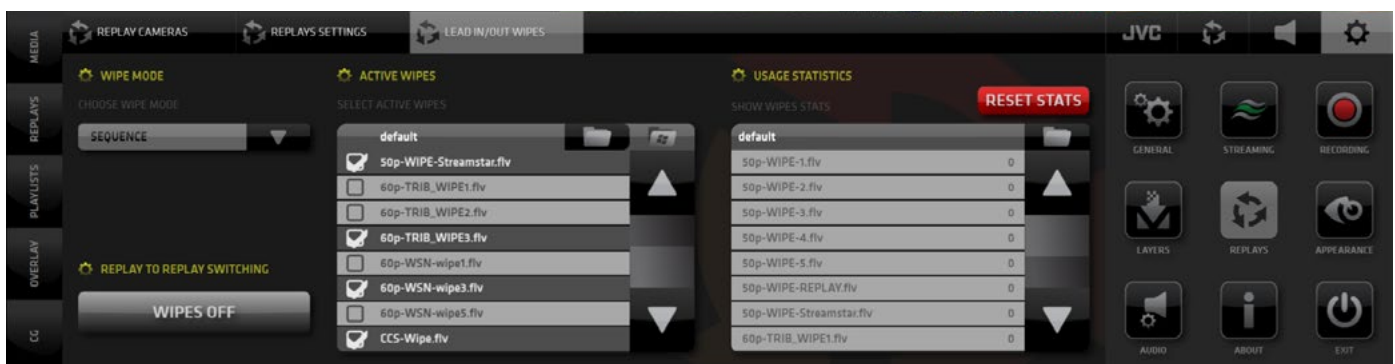 MEDIA
REPLAYS
PLAYLISTS
OVERLAY
CG
REPLAY CAMERAS
REPLAYS SETTINGS
LEAD IN/OUT WIPES
WIPE MODE
CHOOSE WIPE MODE
SEQUENCE
REPLAY TO REPLAY SWITCHING
WIPES OFF
ACTIVE WIPES
SELECT ACTIVE WIPES
default
50p-WIPE-Streamstar.flv
60p-TRIB_WIPE1.flv
60p-TRIB_WIPE2.flv
60p-TRIB_WIPE3.flv
60p-WSN-wipe1.flv
60p-WSN-wipe3.flv
60p-WSN-wipe5.flv
CCS-Wipe.flv
USAGE STATISTICS
SHOW WIPES STATS
RESET STATS
default
50p-WIPE-1.flv 0
50p-WIPE-2.flv 0
50p-WIPE-3.flv 0
50p-WIPE-4.flv 0
50p-WIPE-5.flv 0
50p-WIPE-REPLAY.flv 0
50p-WIPE-Streamstar.flv 0
60p-TRIB_WIPE1.flv 0
JVC
GENERAL
STREAMING
RECORDING
LAYERS
REPLAYS
APPEARANCE
AUDIO
ABOUT
EXIT